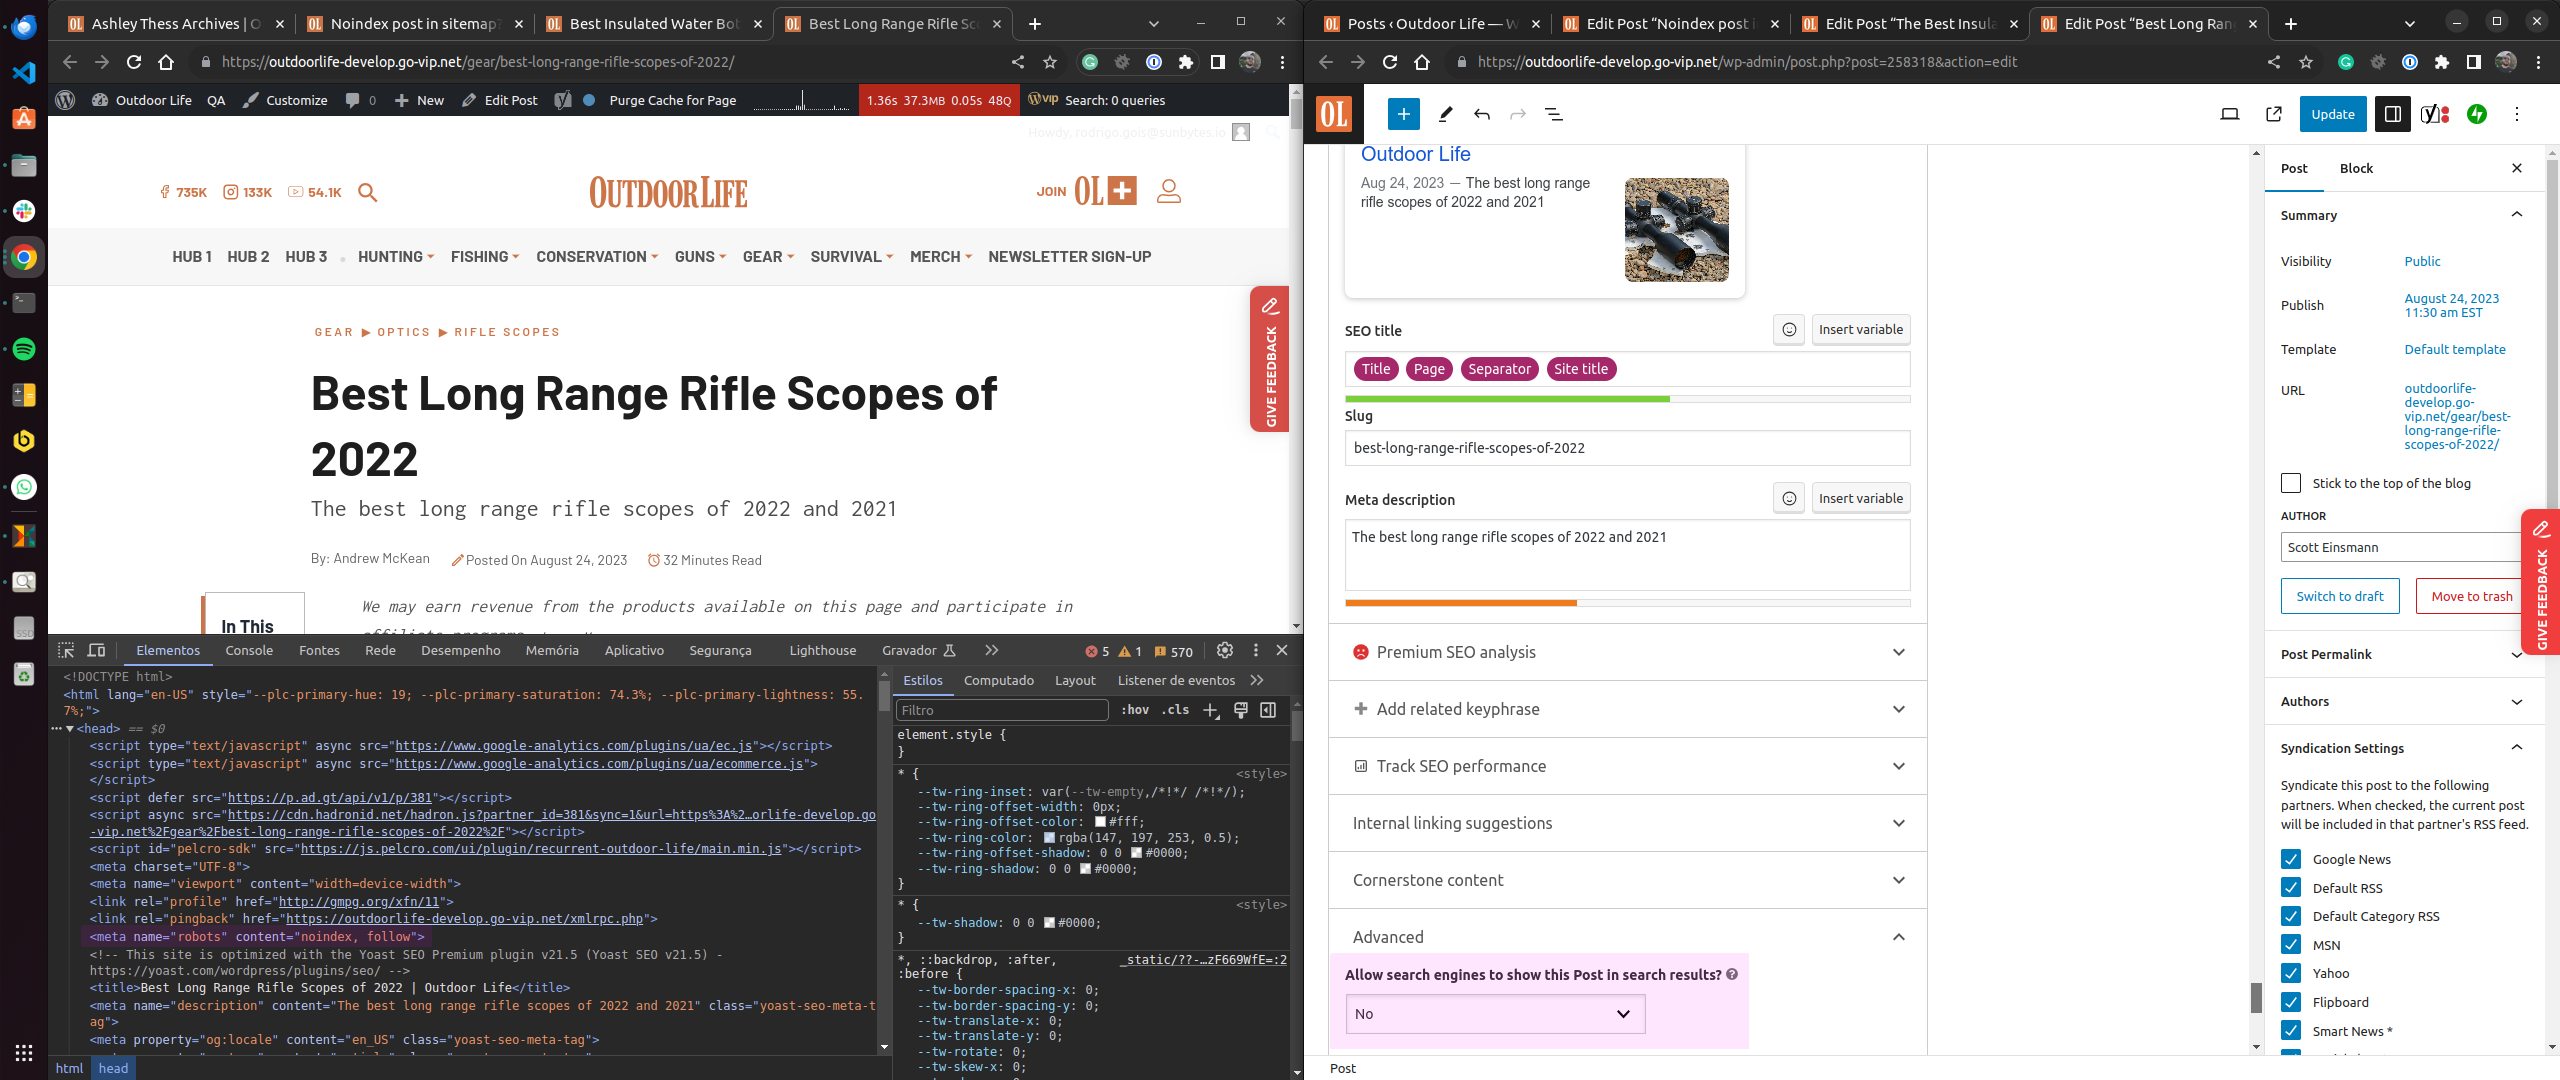 Ashley Thess Archives | O
Noindex post in sitemap?
Best Insulated Water Bot
Best Long Range Rifle Sc
https://outdoorlife-develop.go-vip.net/gear/best-long-range-rifle-scopes-of-2022/
Outdoor Life
QA
Customize
0
New
Edit Post
Purge Cache for Page
1.36s 37.3MB 0.05s 48Q
Search: 0 queries
Howdy, rodrigo.gois@sunbytes.io
735K
133K
54.1K
OUTDOOR LIFE
JOIN OL+
HUB 1
HUB 2
HUB 3
HUNTING
FISHING
CONSERVATION
GUNS
GEAR
SURVIVAL
MERCH
NEWSLETTER SIGN-UP
GIVE FEEDBACK
GEAR ▶ OPTICS ▶ RIFLE SCOPES
Best Long Range Rifle Scopes of
2022
The best long range rifle scopes of 2022 and 2021
By: Andrew McKean
Posted On August 24, 2023
32 Minutes Read
In This
We may earn revenue from the products available on this page and participate in
Elementos
Console
Fontes
Rede
Desempenho
Memória
Aplicativo
Segurança
Lighthouse
Gravador
5
1
570
<!DOCTYPE html>
<html lang="en-US" style="--plc-primary-hue: 19; --plc-primary-saturation: 74.3%; --plc-primary-lightness: 55.
7%;">
<head> == $0
<script type="text/javascript" async src="https://www.google-analytics.com/plugins/ua/ec.js"></script>
<script type="text/javascript" async src="https://www.google-analytics.com/plugins/ua/ecommerce.js">
</script>
<script defer src="https://p.ad.gt/api/v1/p/381"></script>
<script async src="https://cdn.hadronid.net/hadron.js?partner_id=381&sync=1&url=https%3A%2…orlife-develop.go
-vip.net%2Fgear%2Fbest-long-range-rifle-scopes-of-2022%2F"></script>
<script id="pelcro-sdk" src="https://js.pelcro.com/ui/plugin/recurrent-outdoor-life/main.min.js"></script>
<meta charset="UTF-8">
<meta name="viewport" content="width=device-width">
<link rel="profile" href="http://gmpg.org/xfn/11">
<link rel="pingback" href="https://outdoorlife-develop.go-vip.net/xmlrpc.php">
<meta name="robots" content="noindex, follow">
<!-- This site is optimized with the Yoast SEO Premium plugin v21.5 (Yoast SEO v21.5) -
https://yoast.com/wordpress/plugins/seo/ -->
<title>Best Long Range Rifle Scopes of 2022 | Outdoor Life</title>
<meta name="description" content="The best long range rifle scopes of 2022 and 2021" class="yoast-seo-meta-t
ag">
<meta property="og:locale" content="en_US" class="yoast-seo-meta-tag">
html
head
Estilos
Computado
Layout
Listener de eventos
Filtro
:hov
.cls
element.style {
}
* {
<style>
--tw-ring-inset: var(--tw-empty,/*!*/ /*!*/);
--tw-ring-offset-width: 0px;
--tw-ring-offset-color: #fff;
--tw-ring-color: rgba(147, 197, 253, 0.5);
--tw-ring-offset-shadow: 0 0 #0000;
--tw-ring-shadow: 0 0 #0000;
}
* {
<style>
--tw-shadow: 0 0 #0000;
}
*, ::backdrop, :after,
_static/??-…zF669WfE=:2
:before {
--tw-border-spacing-x: 0;
--tw-border-spacing-y: 0;
--tw-translate-x: 0;
--tw-translate-y: 0;
--tw-rotate: 0;
--tw-skew-x: 0;
Posts ‹ Outdoor Life — W
Edit Post “Noindex post i
Edit Post “The Best Insula
Edit Post “Best Long Ran
https://outdoorlife-develop.go-vip.net/wp-admin/post.php?post=258318&action=edit
OL
Update
Outdoor Life
Aug 24, 2023 — The best long range
rifle scopes of 2022 and 2021
SEO title
Insert variable
Title
Page
Separator
Site title
Slug
best-long-range-rifle-scopes-of-2022
Meta description
Insert variable
The best long range rifle scopes of 2022 and 2021
Premium SEO analysis
Add related keyphrase
Track SEO performance
Internal linking suggestions
Cornerstone content
Advanced
Allow search engines to show this Post in search results?
No
Post
Post
Block
Summary
Visibility
Public
Publish
August 24, 2023
11:30 am EST
Template
Default template
URL
outdoorlife-
develop.go-
vip.net/gear/best-
long-range-rifle-
scopes-of-2022/
Stick to the top of the blog
AUTHOR
Scott Einsmann
Switch to draft
Move to trash
GIVE FEEDBACK
Post Permalink
Authors
Syndication Settings
Syndicate this post to the following
partners. When checked, the current post
will be included in that partner's RSS feed.
Google News
Default RSS
Default Category RSS
MSN
Yahoo
Flipboard
Smart News *